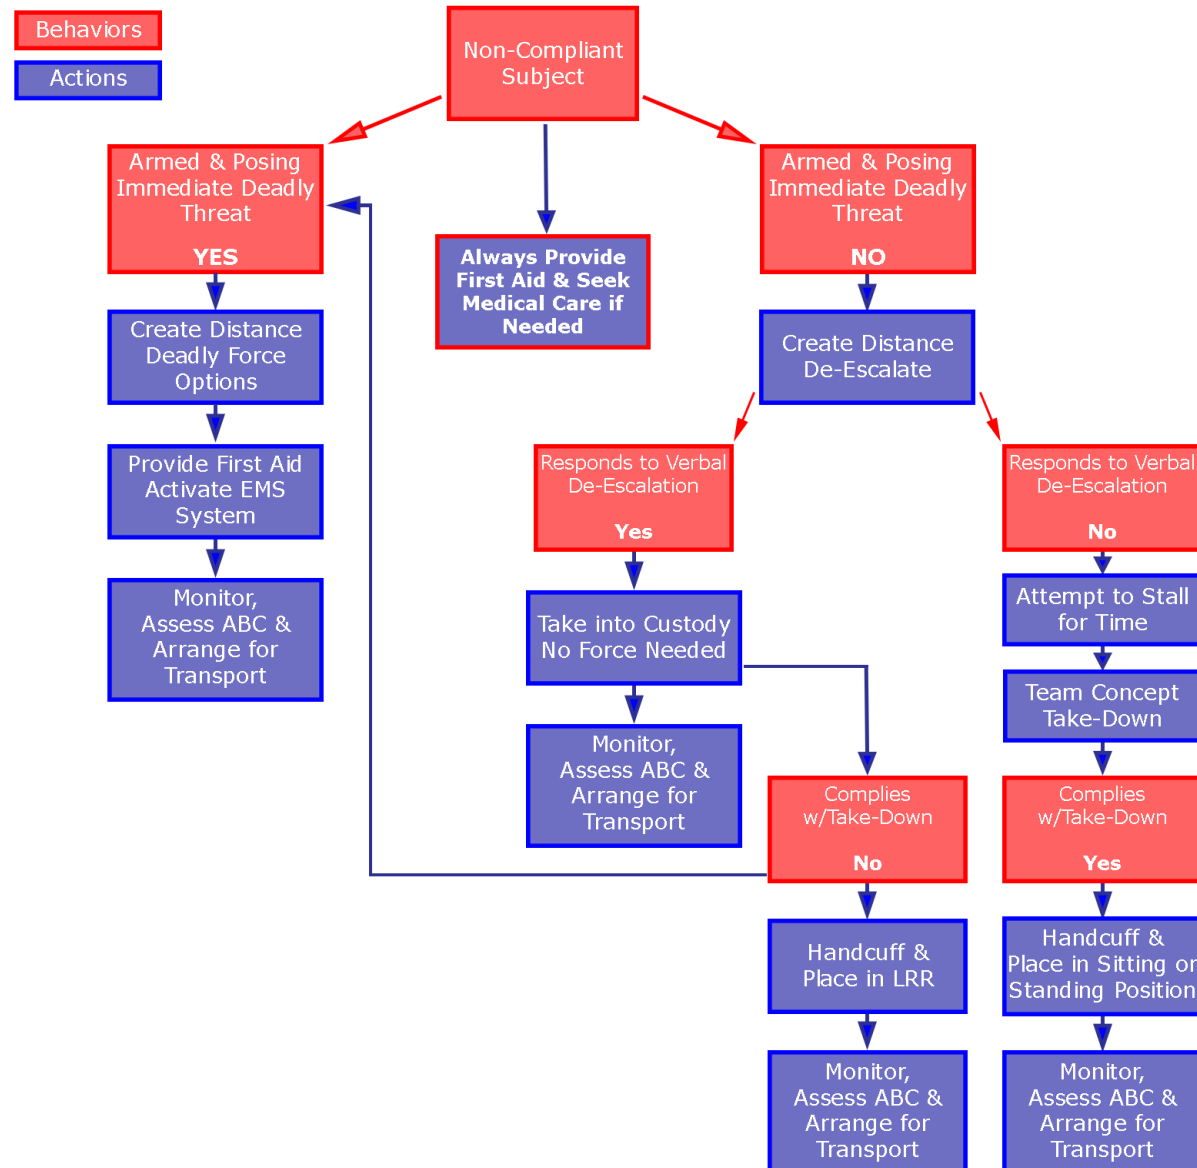 Behaviors
Actions
Non-Compliant
Subject
Armed & Posing
Immediate Deadly
Threat
YES
Always Provide
First Aid & Seek
Medical Care if
Needed
Armed & Posing
Immediate Deadly
Threat
NO
Create Distance
Deadly Force
Options
Create Distance
De-Escalate
Provide First Aid
Activate EMS
System
Responds to Verbal
De-Escalation
Yes
Responds to Verbal
De-Escalation
No
Monitor,
Assess ABC &
Arrange for
Transport
Take into Custody
No Force Needed
Attempt to Stall
for Time
Team Concept
Take-Down
Monitor,
Assess ABC &
Arrange for
Transport
Complies
w/Take-Down
No
Complies
w/Take-Down
Yes
Handcuff &
Place in LRR
Handcuff &
Place in Sitting or
Standing Position
Monitor,
Assess ABC &
Arrange for
Transport
Monitor,
Assess ABC &
Arrange for
Transport